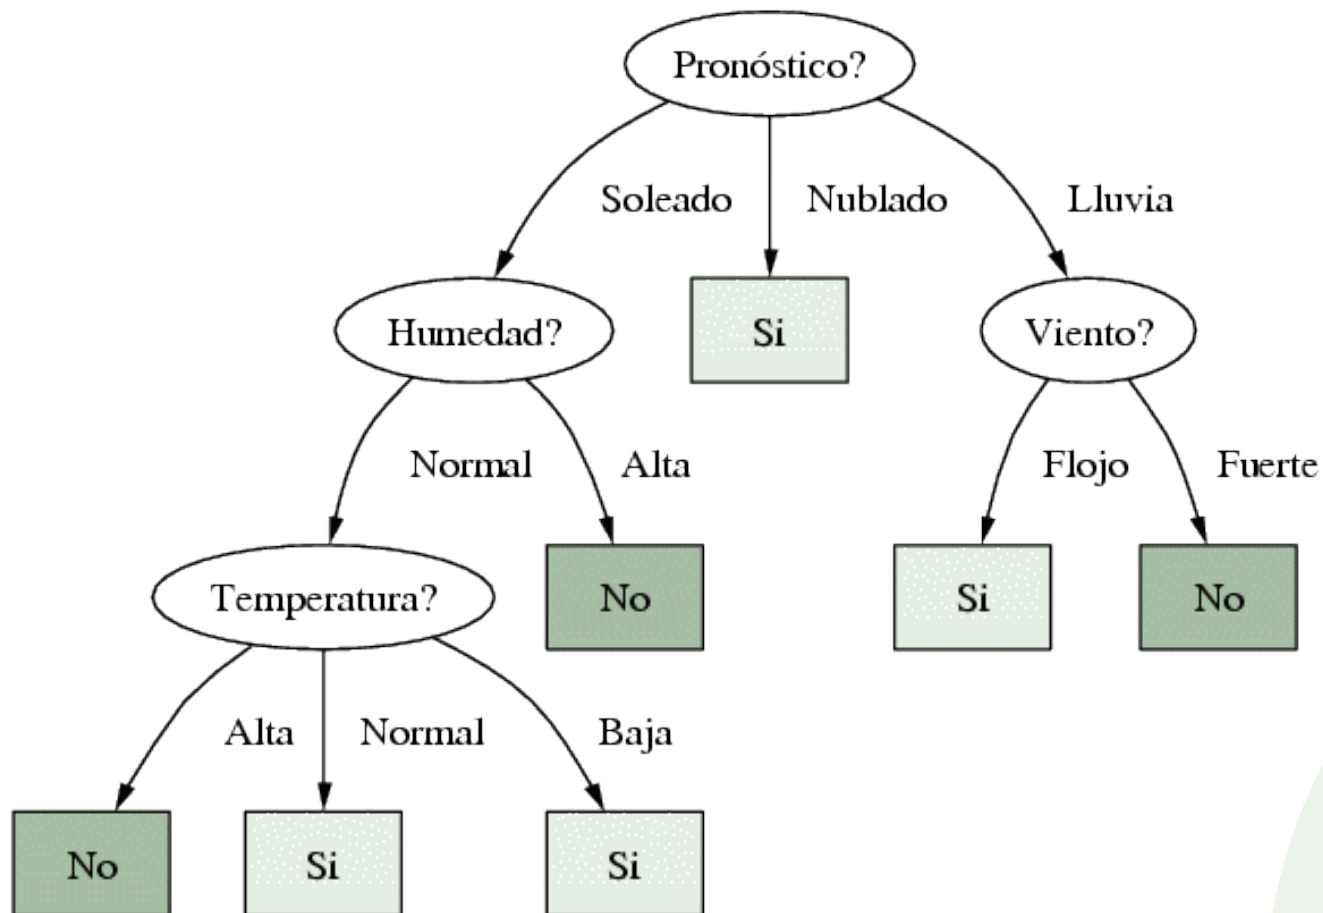 Pronóstico?
Soleado Nublado Lluvia
Humedad? Si Viento?
Normal Alta Flojo Fuerte
Temperatura? No Si No
Alta Normal Baja
No Si Si